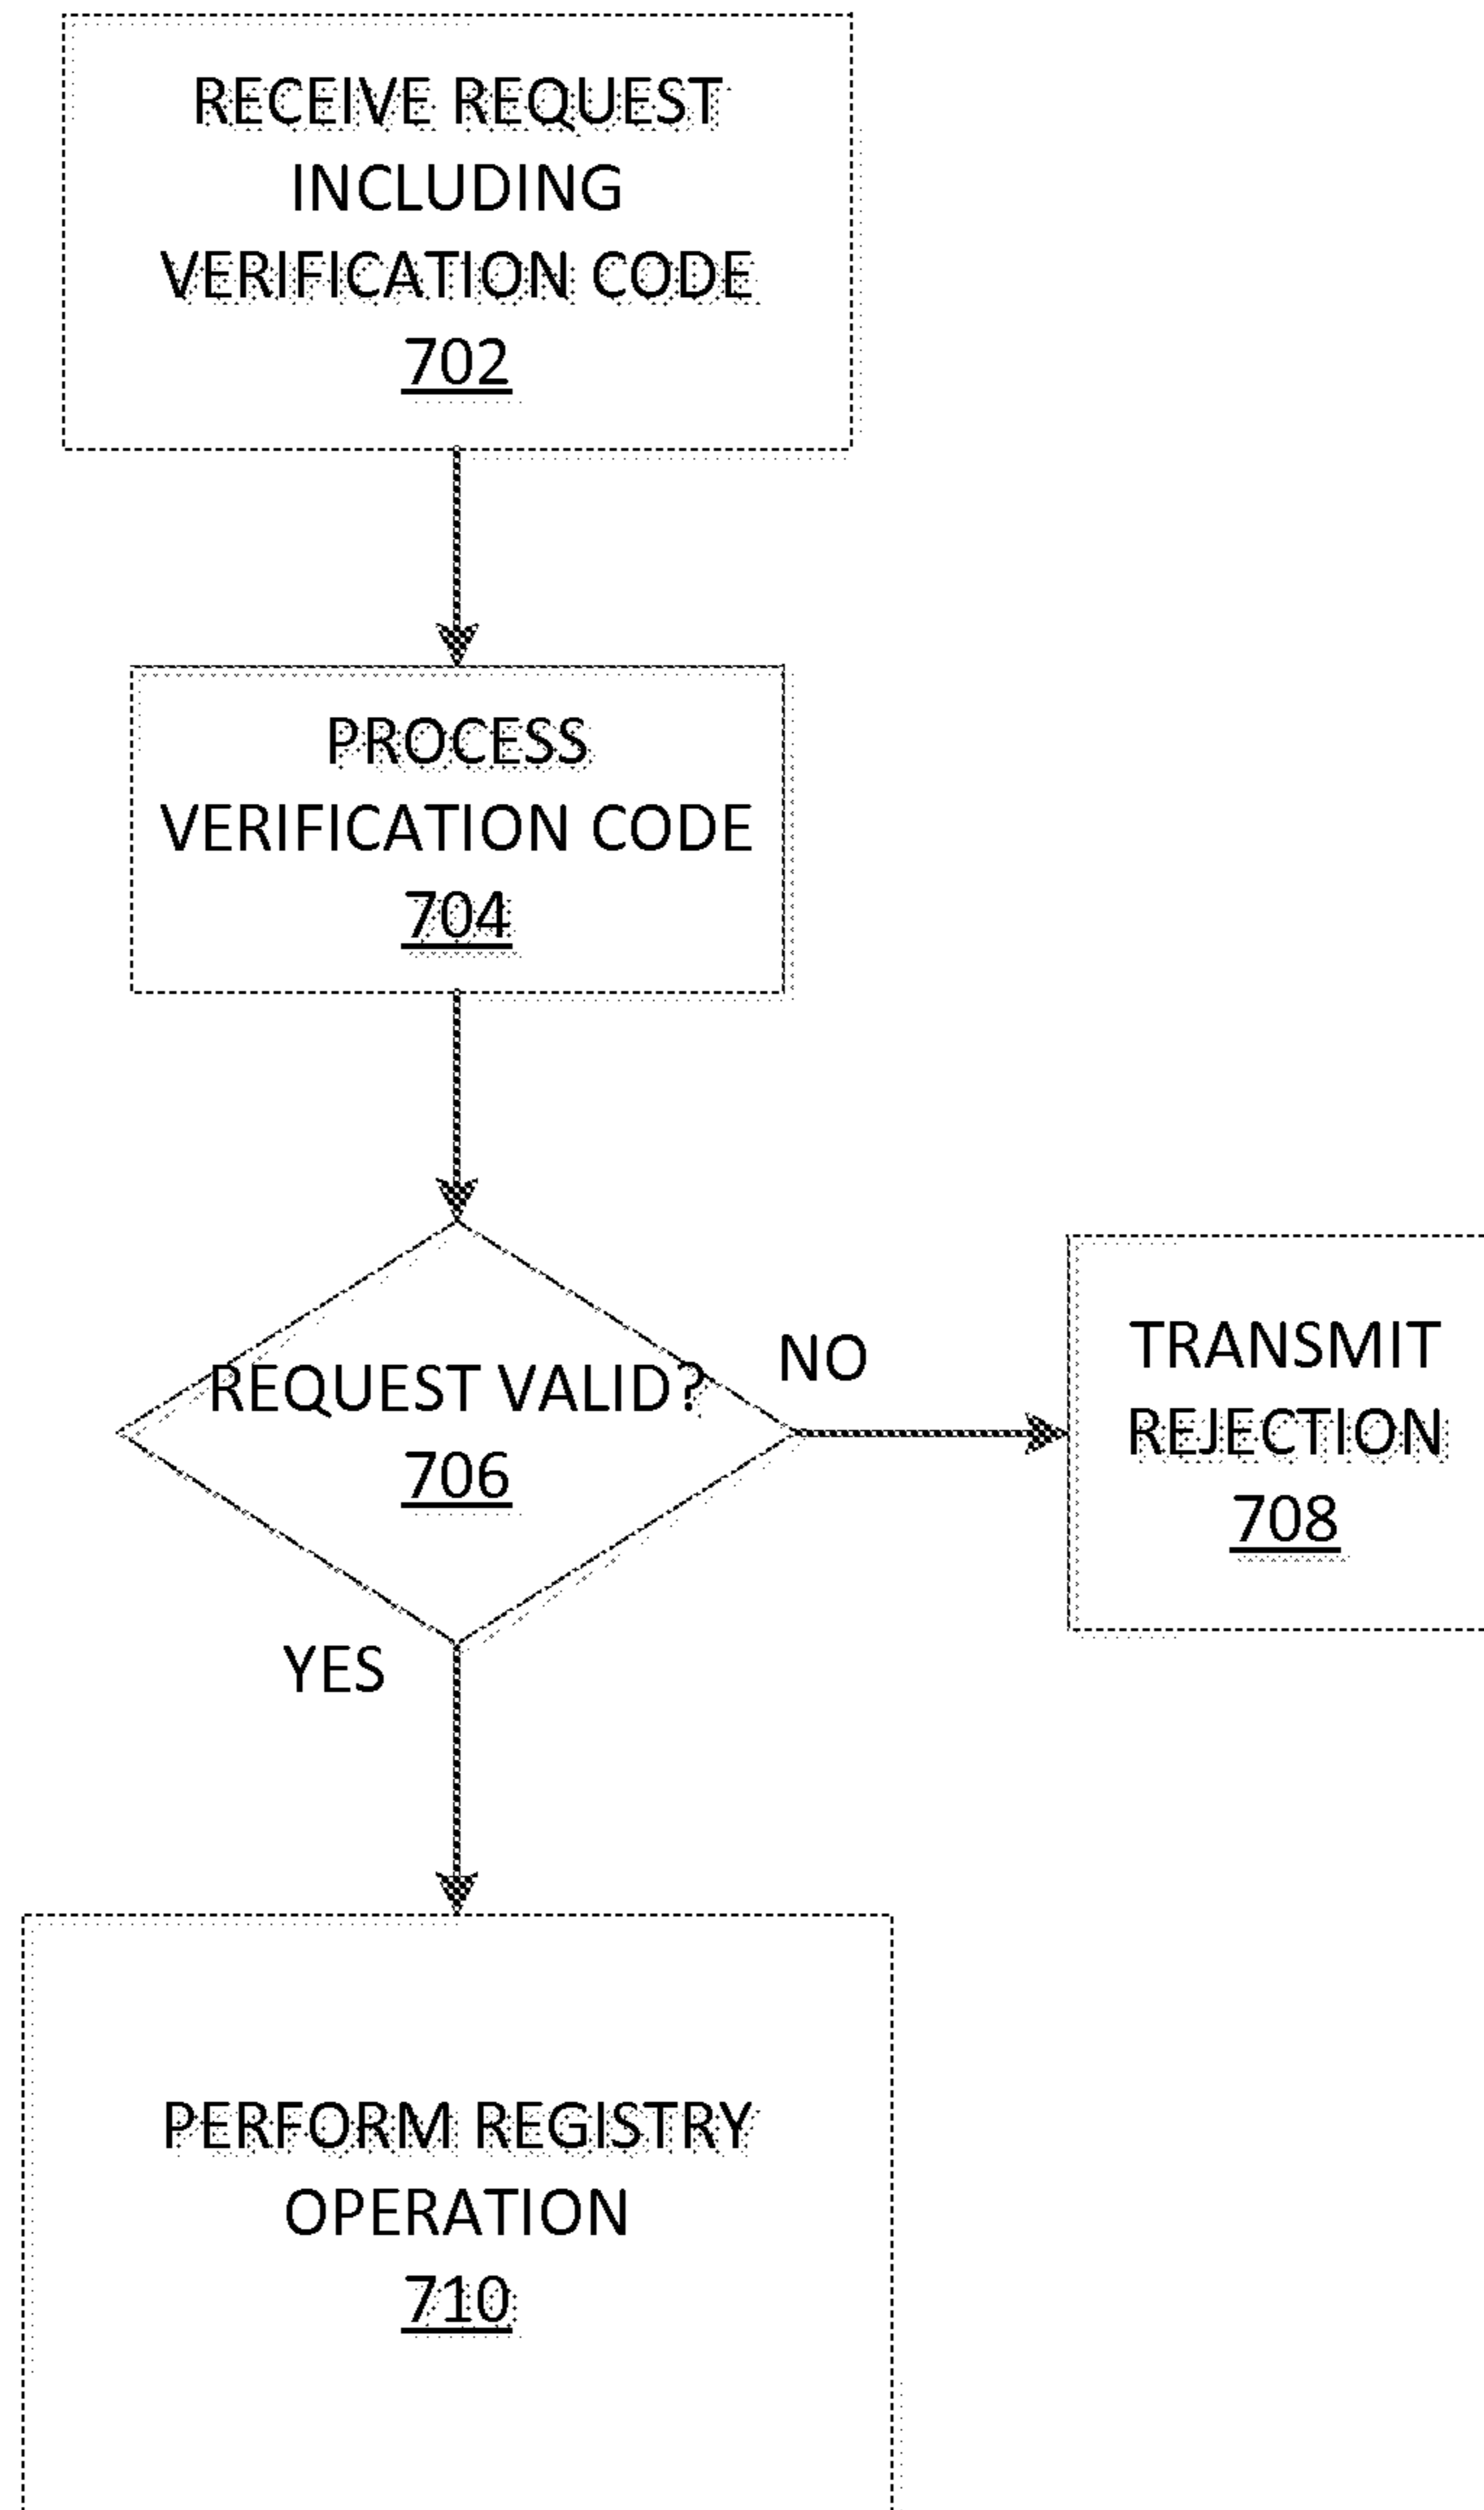 RECEIVE REQUEST
INCLUDING
VERIFICATION CODE
702
PROCESS
VERIFICATION CODE
704
REQUEST VALID?
706
NO
TRANSMIT
REJECTION
708
YES
PERFORM REGISTRY
OPERATION
710